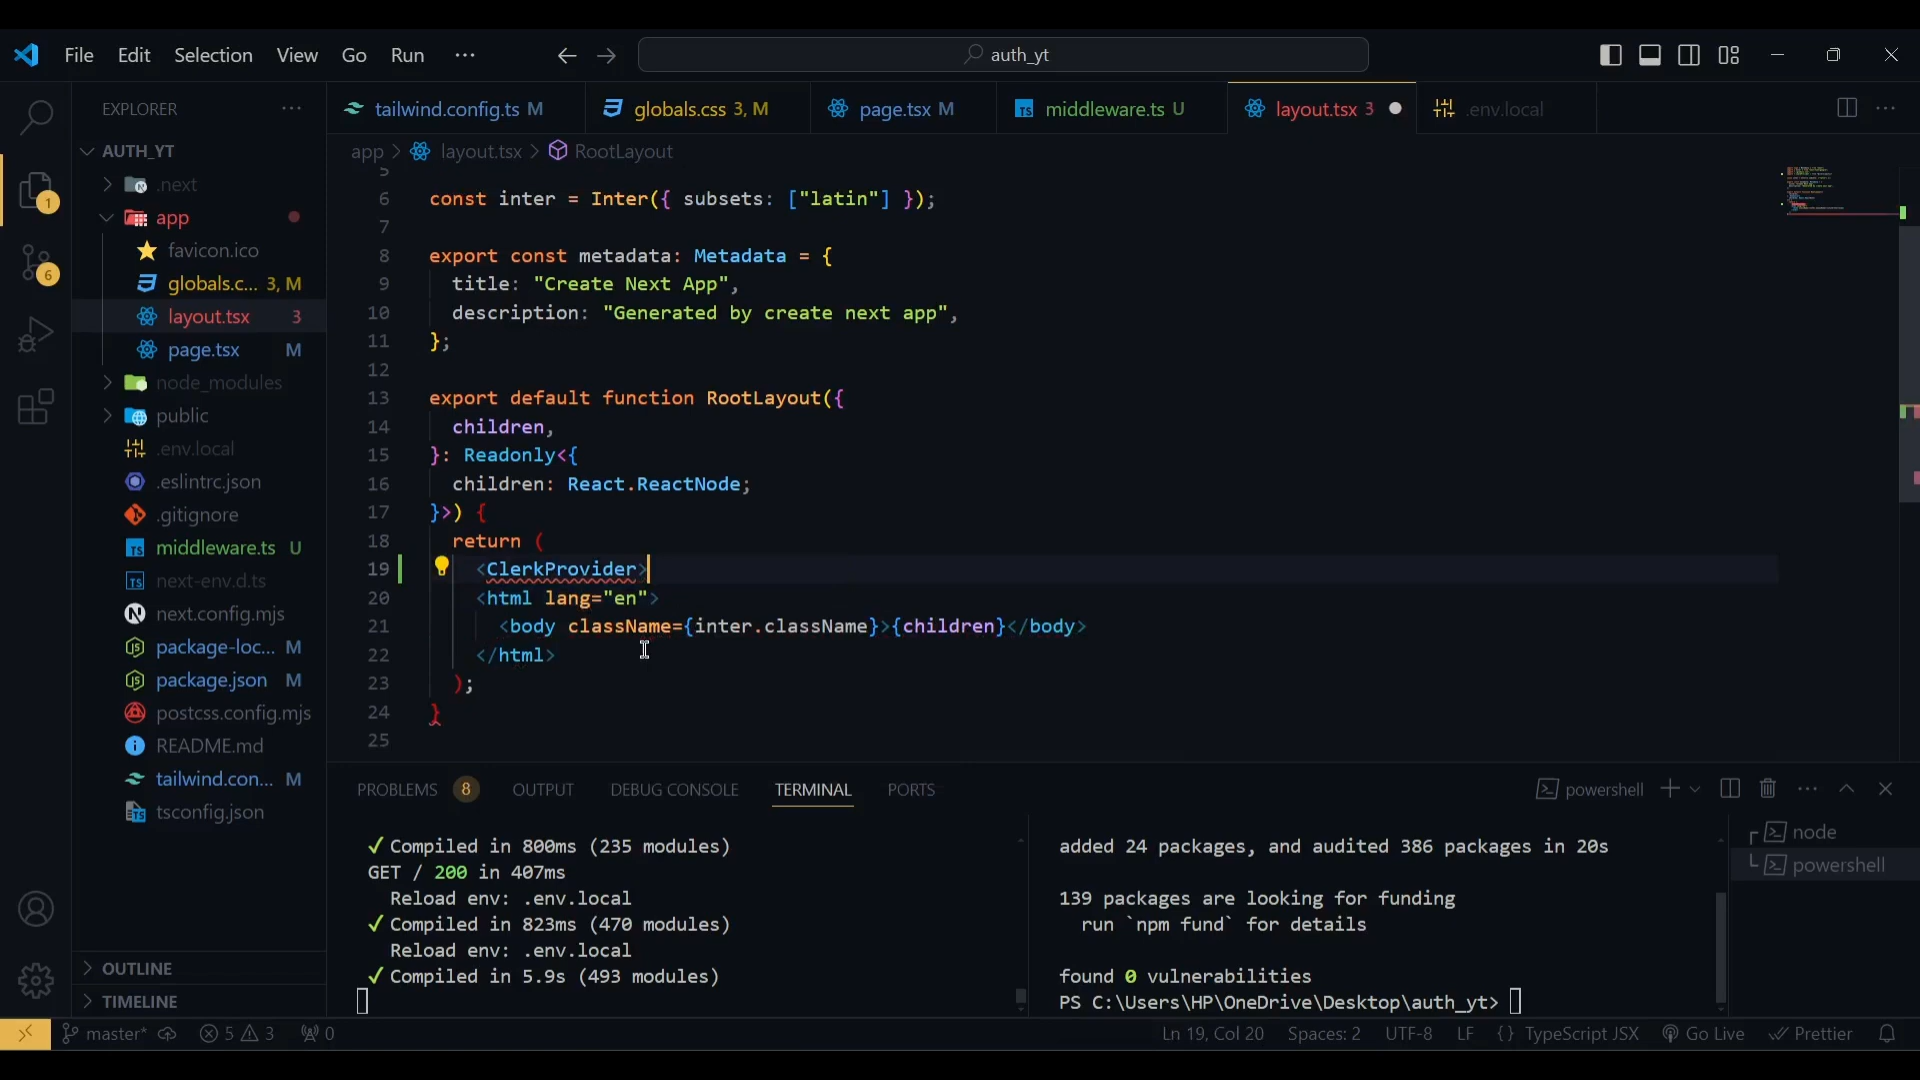 File Edit Selection View Go Run ···
auth_yt
EXPLORER
AUTH_YT
.next
app
favicon.ico
globals.c... 3, M
layout.tsx 3
page.tsx M
node_modules
public
.env.local
.eslintrc.json
.gitignore
middleware.ts U
next-env.d.ts
next.config.mjs
package-loc... M
package.json M
postcss.config.mjs
README.md
tailwind.con... M
tsconfig.json
OUTLINE
TIMELINE
1
6
tailwind.config.ts M
globals.css 3, M
page.tsx M
middleware.ts U
layout.tsx 3
.env.local
app > layout.tsx > RootLayout
5
6 const inter = Inter({ subsets: ["latin"] });
7
8 export const metadata: Metadata = {
9 title: "Create Next App",
10 description: "Generated by create next app",
11 };
12
13 export default function RootLayout({
14 children,
15 }: Readonly<{
16 children: React.ReactNode;
17 }>) {
18 return (
19 <ClerkProvider>
20 <html lang="en">
21 <body className={inter.className}>{children}</body>
22 </html>
23 );
24 }
25
PROBLEMS 8 OUTPUT DEBUG CONSOLE TERMINAL PORTS
powershell
✓ Compiled in 800ms (235 modules)
GET / 200 in 407ms
Reload env: .env.local
✓ Compiled in 823ms (470 modules)
Reload env: .env.local
✓ Compiled in 5.9s (493 modules)
added 24 packages, and audited 386 packages in 20s
139 packages are looking for funding
run `npm fund` for details
found 0 vulnerabilities
PS C:\Users\HP\OneDrive\Desktop\auth_yt>
node
powershell
master* 5 3 0
Ln 19, Col 20 Spaces: 2 UTF-8 LF {} TypeScript JSX Go Live Prettier